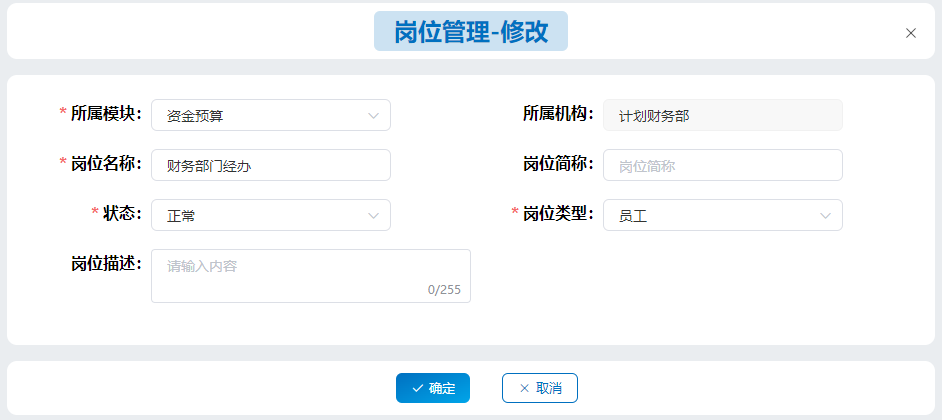 岗位管理-修改
* 所属模块： 资金预算 所属机构： 计划财务部
* 岗位名称： 财务部门经办 岗位简称： 岗位简称
* 状态： 正常 * 岗位类型： 员工
岗位描述： 请输入内容
0/255
确定 取消